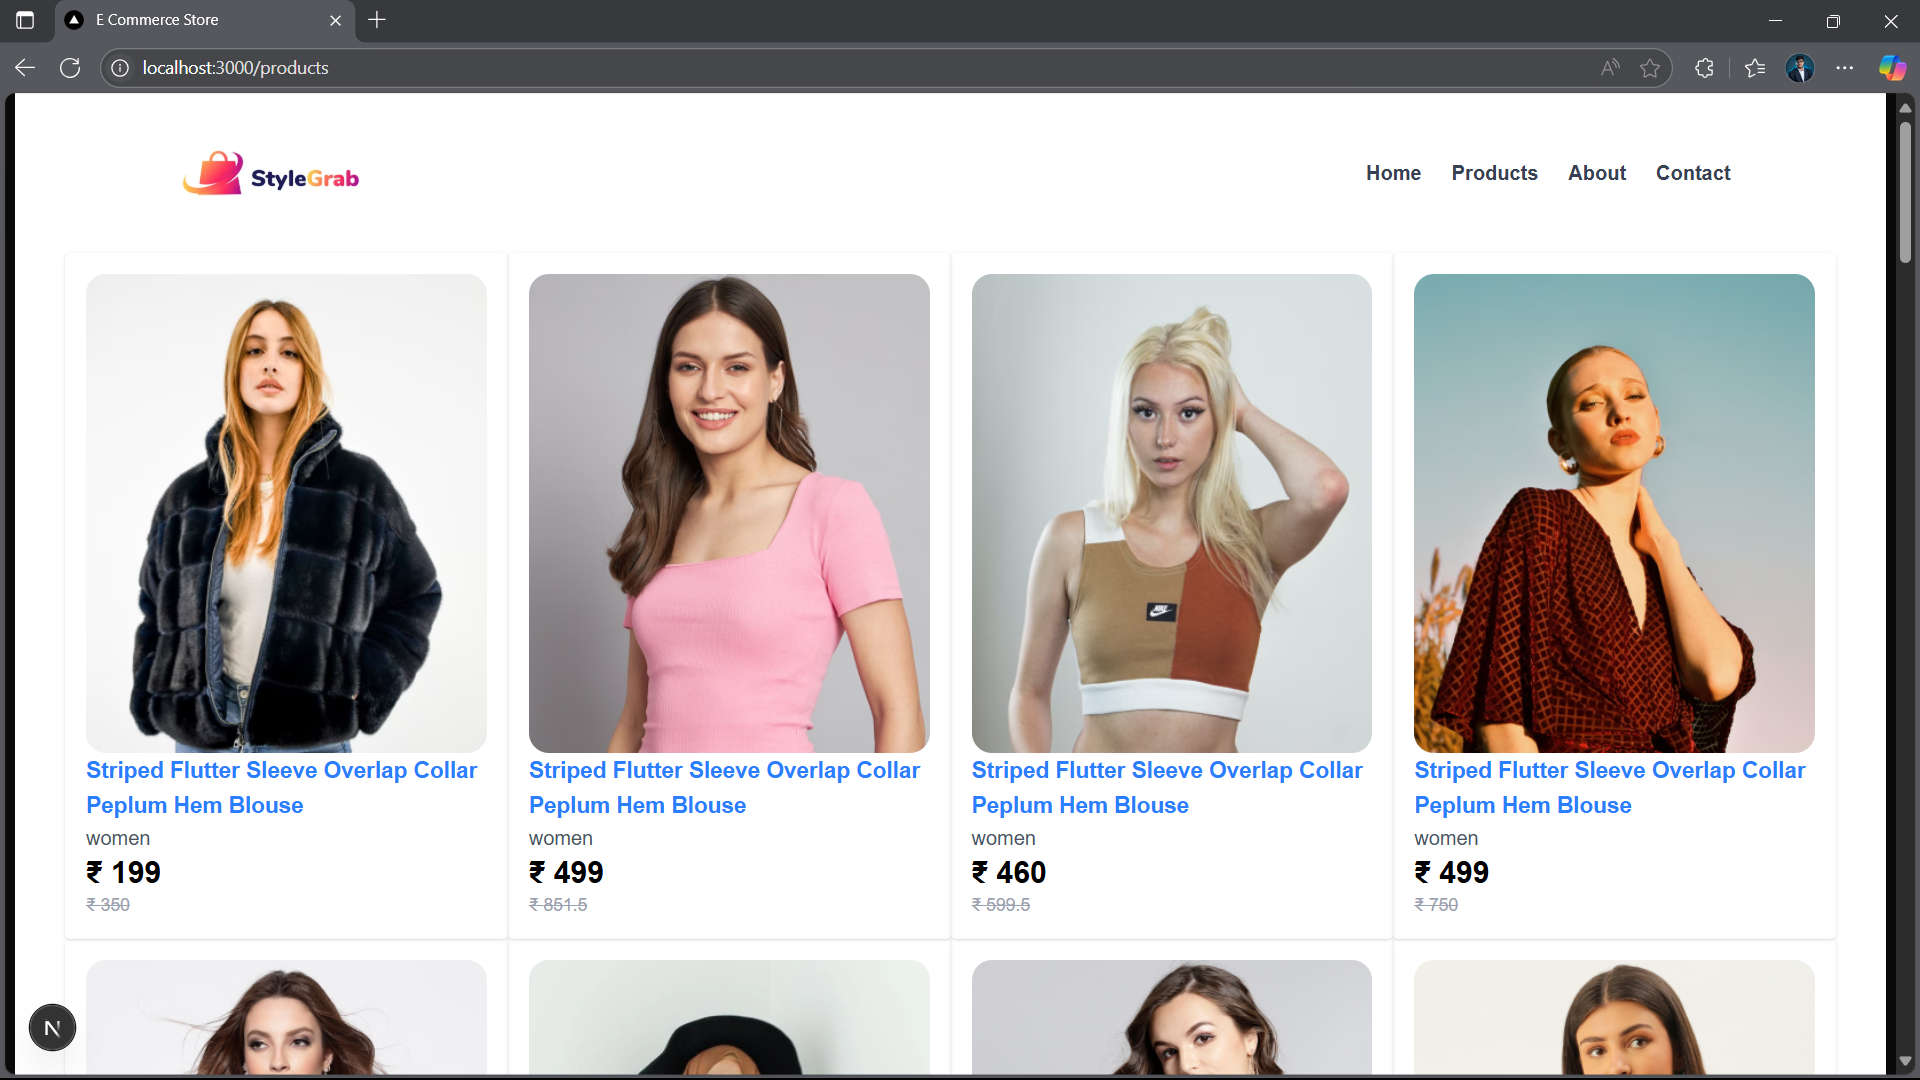 E Commerce Store
localhost:3000/products
StyleGrab
Home Products About Contact
NIKE
Striped Flutter Sleeve Overlap Collar
Peplum Hem Blouse
women
₹ 199
₹ 350
Striped Flutter Sleeve Overlap Collar
Peplum Hem Blouse
women
₹ 499
₹ 851.5
Striped Flutter Sleeve Overlap Collar
Peplum Hem Blouse
women
₹ 460
₹ 599.5
Striped Flutter Sleeve Overlap Collar
Peplum Hem Blouse
women
₹ 499
₹ 750
N